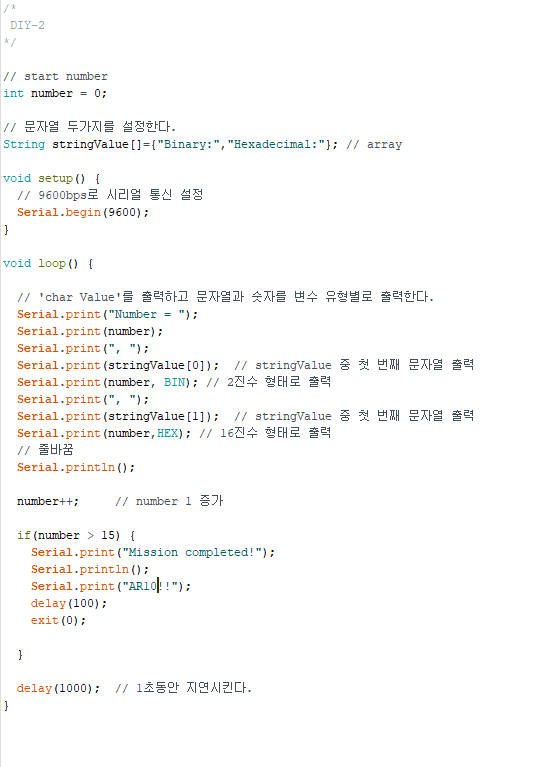 /*
 DIY-2
*/
// start number
int number = 0;
// 문자열 두가지를 설정한다.
String stringValue[]={"Binary:","Hexadecimal:"}; // array
void setup() {
  // 9600bps로 시리얼 통신 설정
  Serial.begin(9600);
}
void loop() {
  // 'char Value'를 출력하고 문자열과 숫자를 변수 유형별로 출력한다.
  Serial.print("Number = ");
  Serial.print(number);
  Serial.print(", ");
  Serial.print(stringValue[0]);  // stringValue 중 첫 번째 문자열 출력
  Serial.print(number, BIN); // 2진수 형태로 출력
  Serial.print(", ");
  Serial.print(stringValue[1]);  // stringValue 중 첫 번째 문자열 출력
  Serial.print(number,HEX); // 16진수 형태로 출력
  // 줄바꿈
  Serial.println();
  number++;     // number 1 증가
  if(number > 15) {
    Serial.print("Mission completed!");
    Serial.println();
    Serial.print("AR10!!");
    delay(100);
    exit(0);
  }
  delay(1000);  // 1초동안 지연시킨다.
}